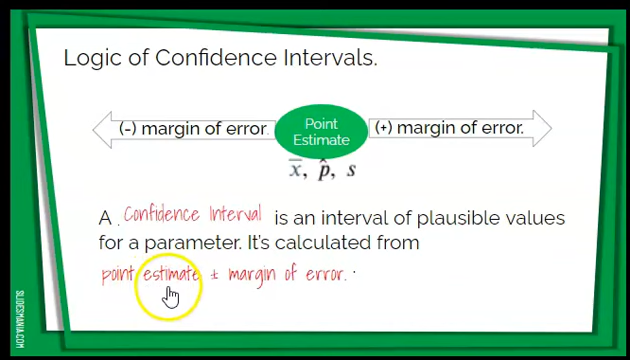 Logic of Confidence Intervals.
(-) margin of error.
Point
Estimate
(+) margin of error.
x̅, p̂, s
A Confidence Interval is an interval of plausible values
for a parameter. It's calculated from
point estimate ± margin of error.
SLIDESMANIA.COM